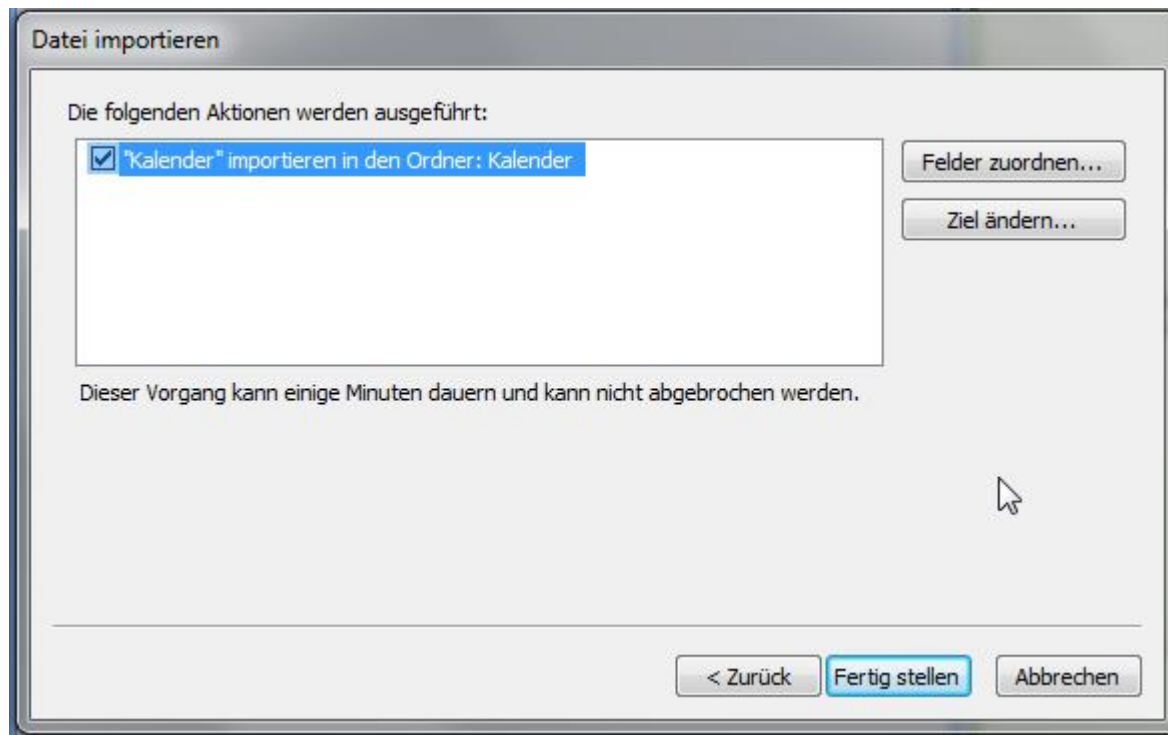 Datei importieren
Die folgenden Aktionen werden ausgeführt:
"Kalender" importieren in den Ordner: Kalender
Felder zuordnen...
Ziel ändern...
Dieser Vorgang kann einige Minuten dauern und kann nicht abgebrochen werden.
< Zurück
Fertig stellen
Abbrechen